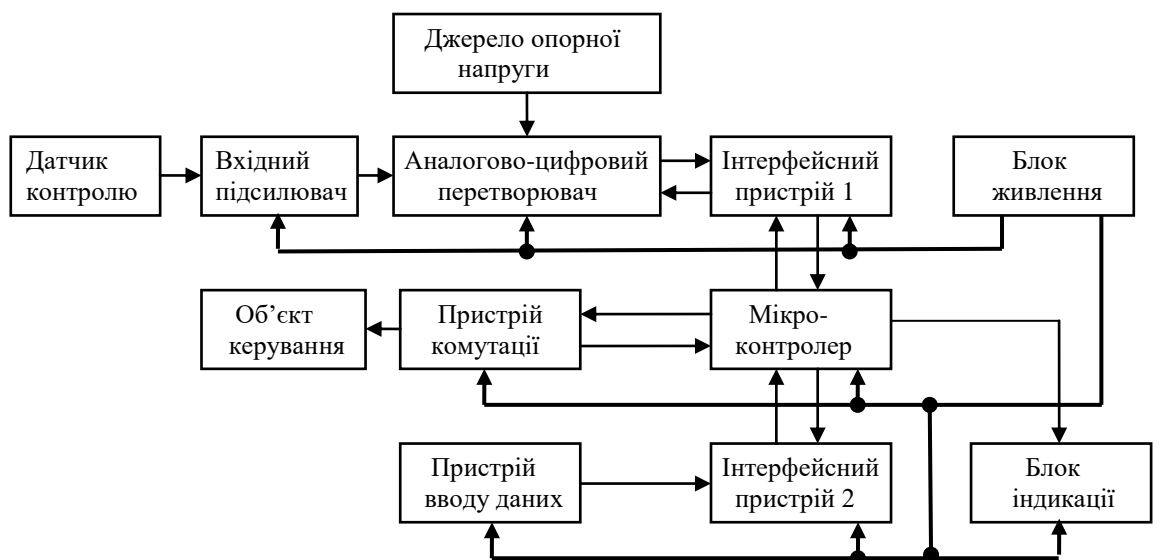 Джерело опорної
напруги
Датчик
контролю
Вхідний
підсилювач
Аналогово-цифровий
перетворювач
Інтерфейсний
пристрій 1
Блок
живлення
Об’єкт
керування
Пристрій
комутації
Мікро-
контролер
Пристрій
вводу даних
Інтерфейсний
пристрій 2
Блок
індикації